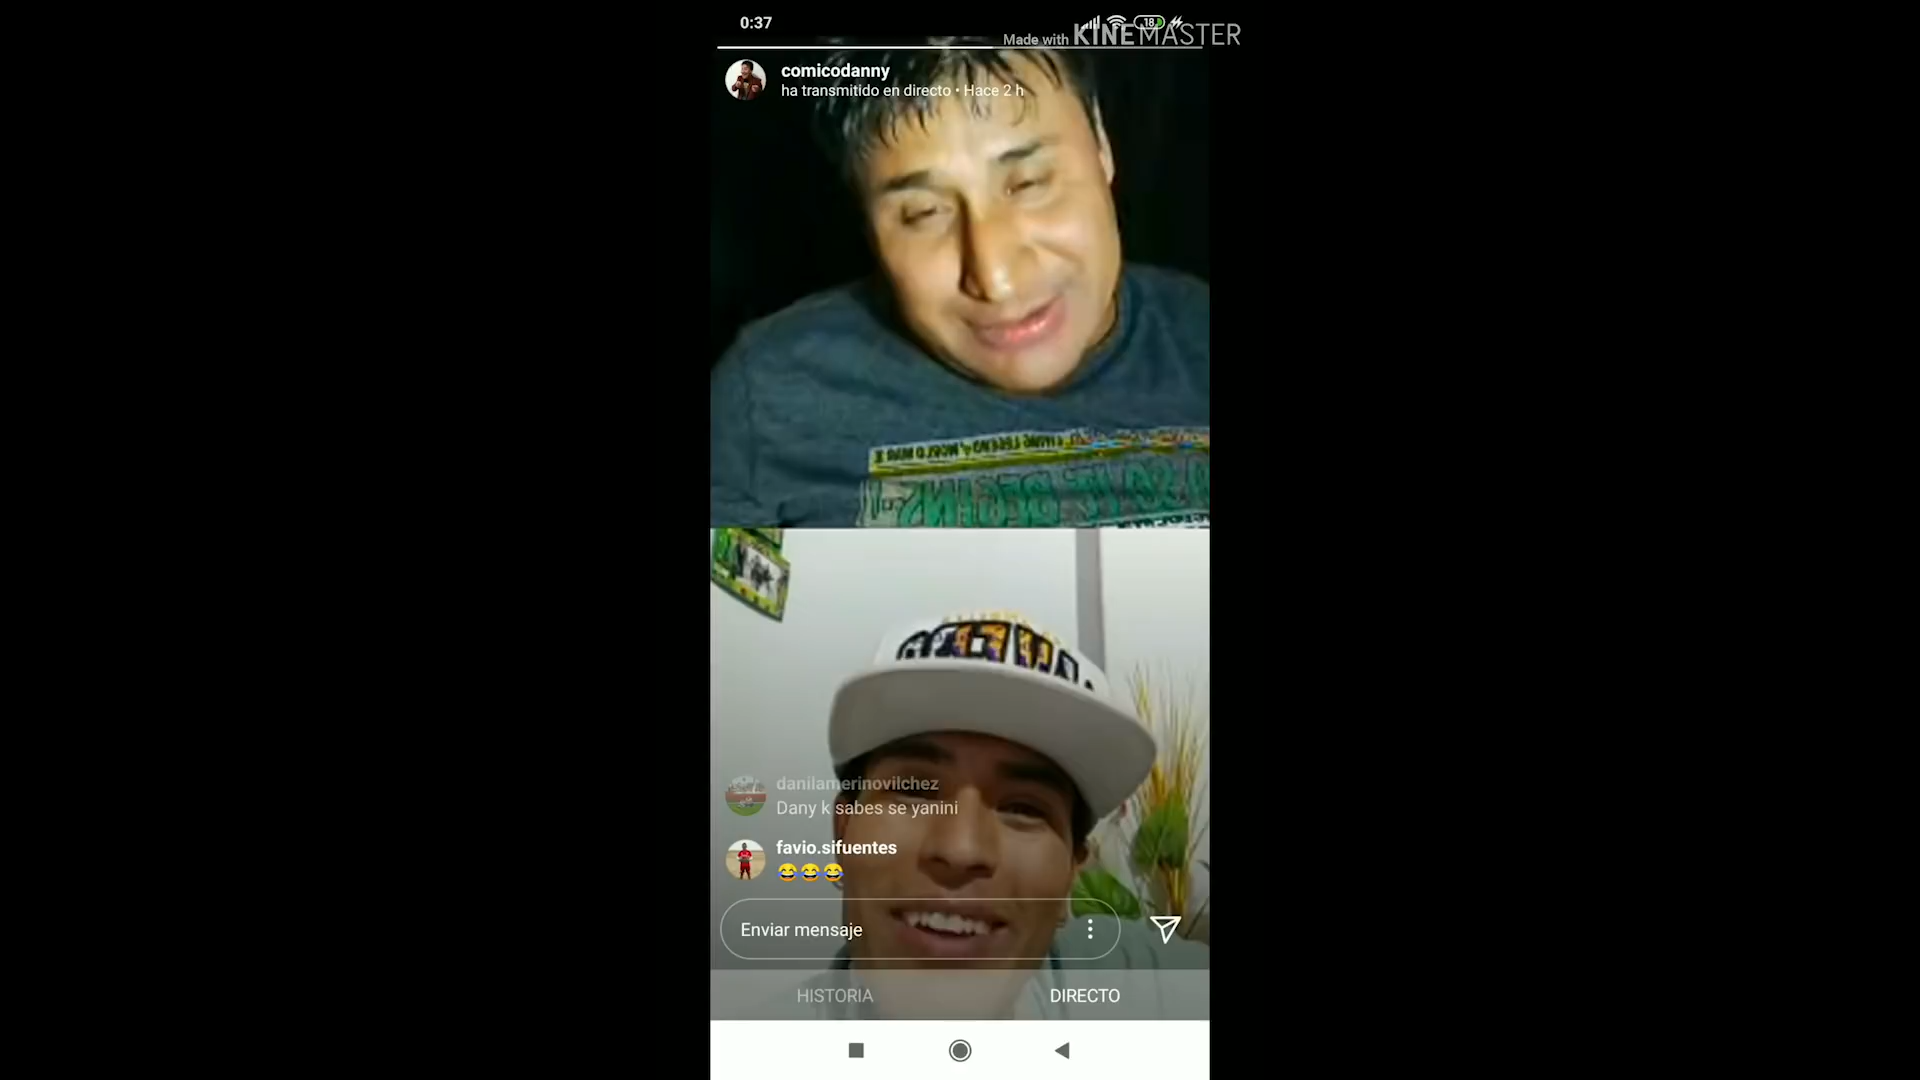 0:37
18
Made with KINEMASTER
comicodanny
ha transmitido en directo • Hace 2 h
danilamerinovilchez
Dany k sabes se yanini
favio.sifuentes
😂😂😂
Enviar mensaje
HISTORIA
DIRECTO